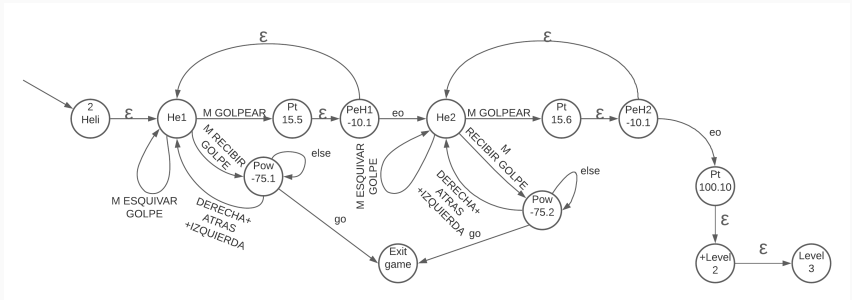 ε
ε
2
Heli
ε
He1
M GOLPEAR
Pt
15.5
ε
PeH1
-10.1
eo
He2
M GOLPEAR
Pt
15.6
ε
PeH2
-10.1
eo
M RECIBIR
GOLPE
Pow
-75.1
else
M ESQUIVAR
GOLPE
M
RECIBIR GOLPE
Pow
-75.2
else
Pt
100.10
M ESQUIVAR
GOLPE
DERECHA+
ATRAS
+IZQUIERDA
DERECHA+
ATRAS
+IZQUIERDA
go
go
ε
Exit
game
+Level
2
ε
Level
3